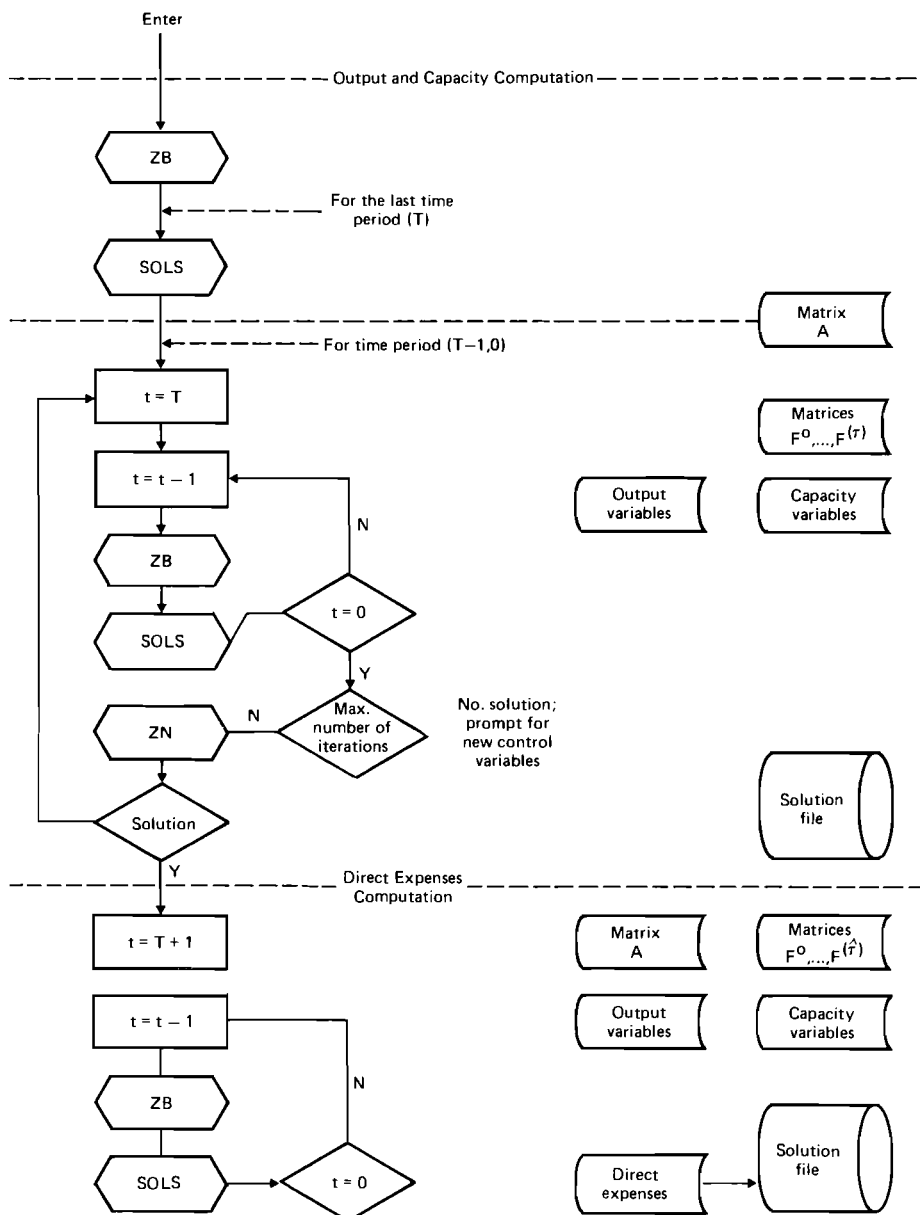 Enter
Output and Capacity Computation
ZB
For the last time
period (T)
SOLS
Matrix
A
For time period (T−1,0)
t = T
Matrices
F⁰,...,F⁽τ⁾
t = t − 1
N
Output
variables
Capacity
variables
ZB
t = 0
SOLS
Y
Max.
number of
iterations
N
ZN
No. solution;
prompt for
new control
variables
Solution
Solution
file
Y
Direct Expenses
Computation
t = T + 1
Matrix
A
Matrices
F⁰,...,F⁽τ̂⁾
t = t − 1
Output
variables
Capacity
variables
N
ZB
SOLS
t = 0
Direct
expenses
Solution
file